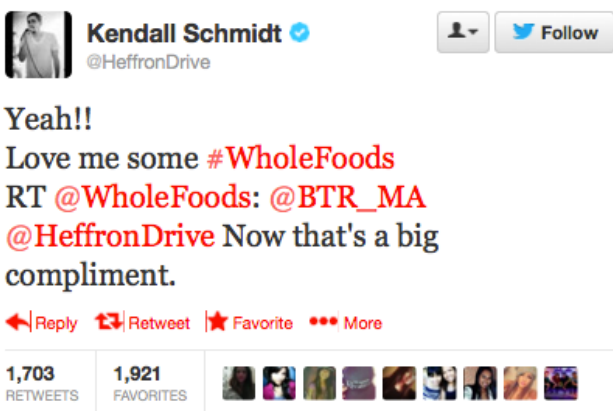 Kendall Schmidt
@HeffronDrive
Follow
Yeah!!
Love me some #WholeFoods
RT @WholeFoods: @BTR_MA
@HeffronDrive Now that's a big
compliment.
Reply Retweet Favorite More
1,703 1,921
RETWEETS FAVORITES